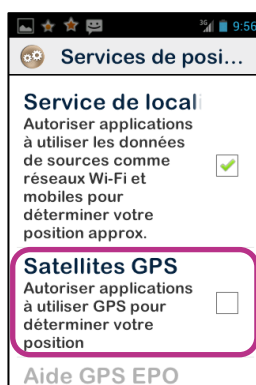 3G 9:56
Services de posi...
Service de locali
Autoriser applications
à utiliser les données
de sources comme
réseaux Wi-Fi et
mobiles pour
déterminer votre
position approx.
Satellites GPS
Autoriser applications
à utiliser GPS pour
déterminer votre
position
Aide GPS EPO